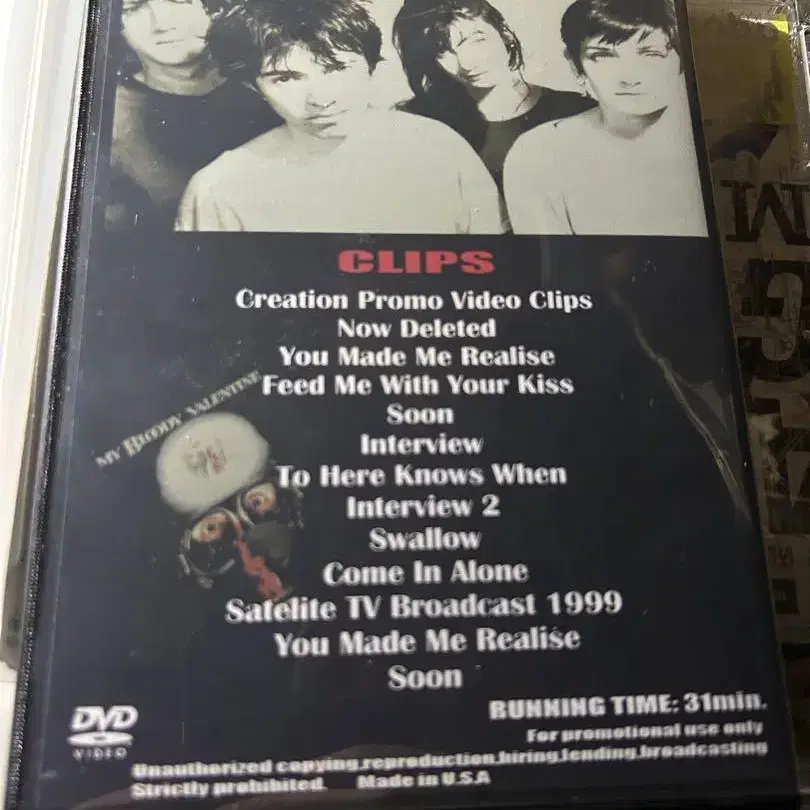 CLIPS
Creation Promo Video Clips
Now Deleted
You Made Me Realise
Feed Me With Your Kiss
Soon
Interview
MY BLOODY VALENTINE
To Here Knows When
Interview 2
Swallow
Come In Alone
Satelite TV Broadcast 1999
You Made Me Realise
Soon
DVD
VIDEO
RUNNING TIME: 31min.
For promotional use only
Unauthorized copying,reproduction,hiring,lending,broadcasting
Strictly prohibited. Made in U.S.A